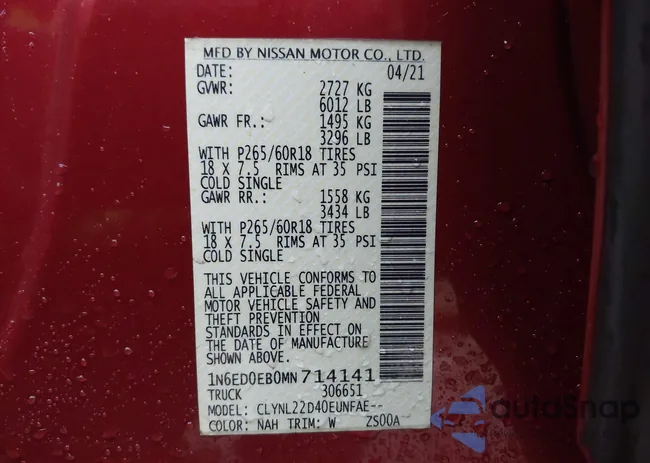 MFD BY NISSAN MOTOR CO., LTD.
DATE: 04/21
GVWR: 2727 KG
6012 LB
GAWR FR.: 1495 KG
3296 LB
WITH P265/60R18 TIRES
18 X 7.5 RIMS AT 35 PSI
COLD SINGLE
GAWR RR.: 1558 KG
3434 LB
WITH P265/60R18 TIRES
18 X 7.5 RIMS AT 35 PSI
COLD SINGLE
THIS VEHICLE CONFORMS TO
ALL APPLICABLE FEDERAL
MOTOR VEHICLE SAFETY AND
THEFT PREVENTION
STANDARDS IN EFFECT ON
THE DATE OF MANUFACTURE
SHOWN ABOVE.
1N6ED0EB0MN714141
TRUCK 306651
MODEL: CLYNL22D40EUNFAE--
COLOR: NAH TRIM: W ZS00A
autoSnap